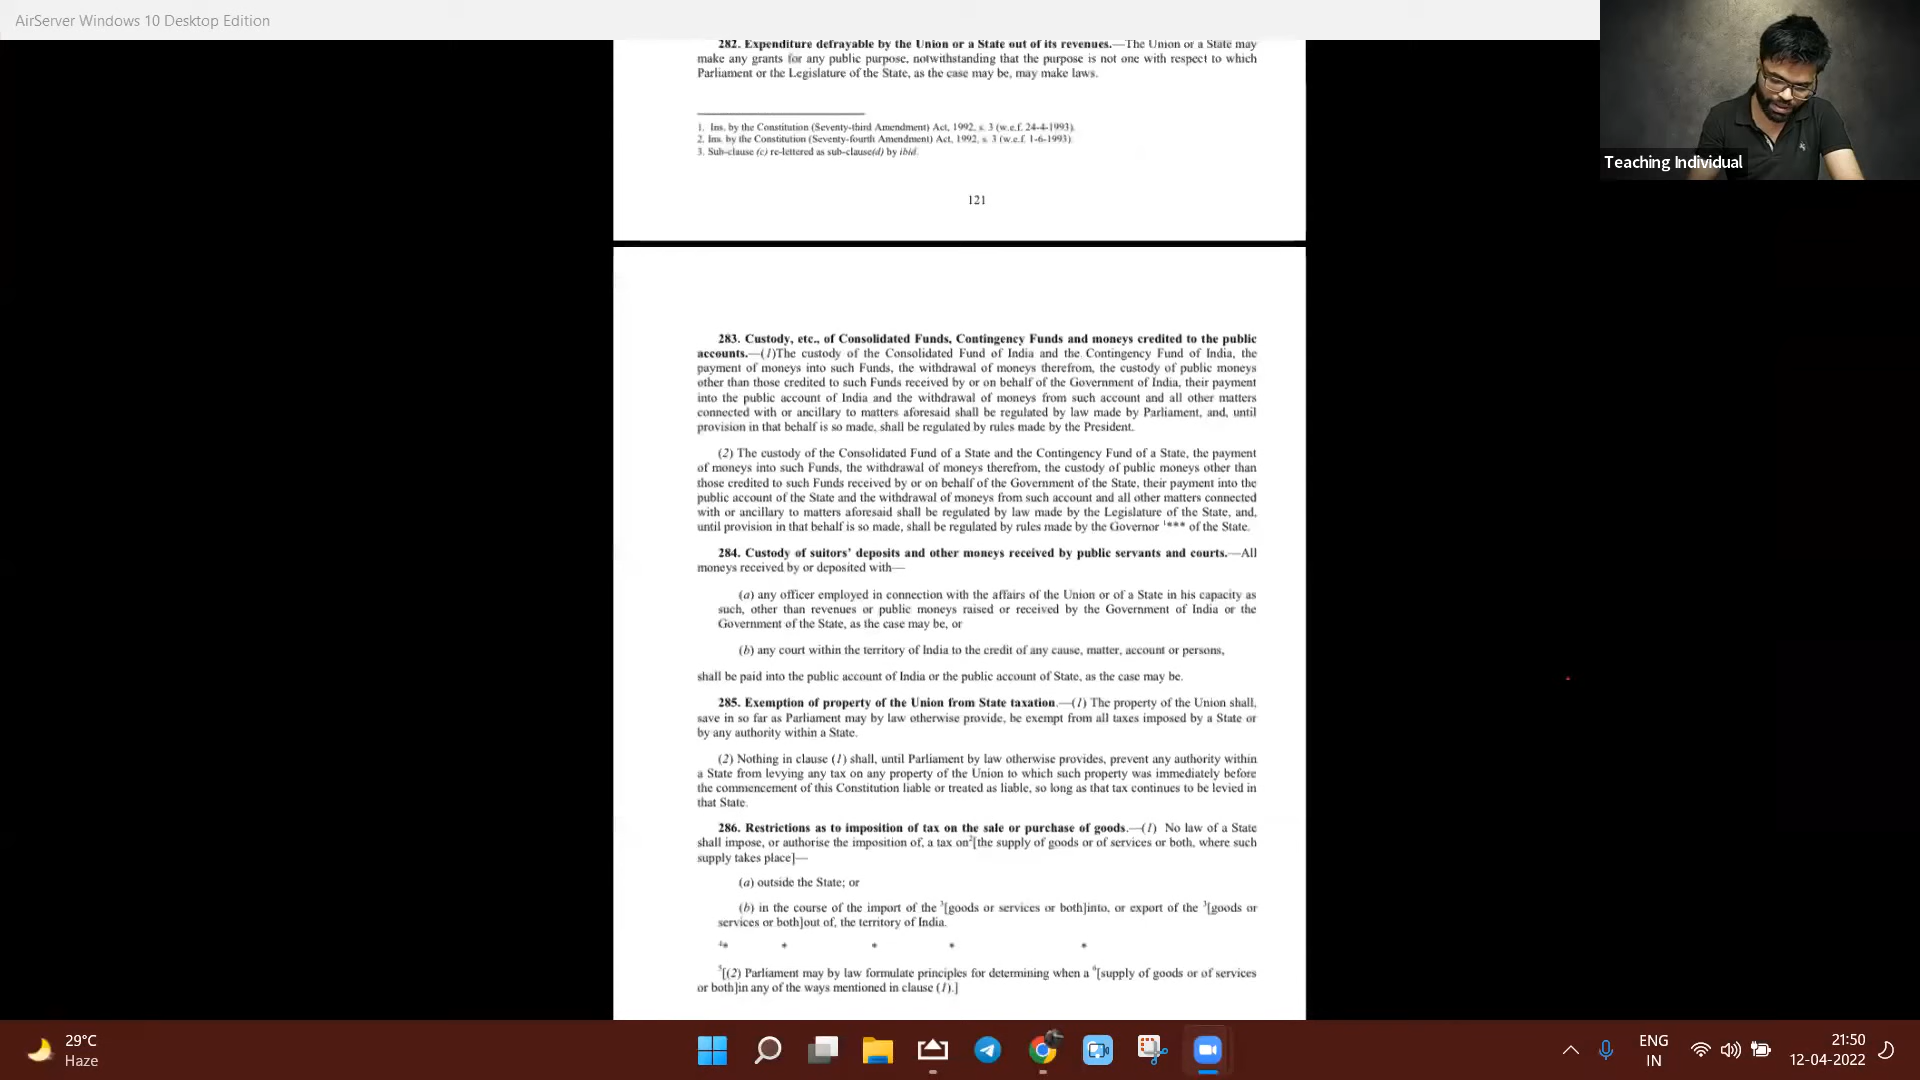 AirServer Windows 10 Desktop Edition
Teaching Individual
282. Expenditure defrayable by the Union or a State out of its revenues.—The Union or a State may
make any grants for any public purpose, notwithstanding that the purpose is not one with respect to which
Parliament or the Legislature of the State, as the case may be, may make laws.
1. Ins. by the Constitution (Seventy-third Amendment) Act, 1992, s. 3 (w.e.f. 24-4-1993).
2. Ins. by the Constitution (Seventy-fourth Amendment) Act, 1992, s. 3 (w.e.f. 1-6-1993).
3. Sub-clause (c) re-lettered as sub-clause(d) by ibid.
121
283. Custody, etc., of Consolidated Funds, Contingency Funds and moneys credited to the public
accounts.—(1)The custody of the Consolidated Fund of India and the Contingency Fund of India, the
payment of moneys into such Funds, the withdrawal of moneys therefrom, the custody of public moneys
other than those credited to such Funds received by or on behalf of the Government of India, their payment
into the public account of India and the withdrawal of moneys from such account and all other matters
connected with or ancillary to matters aforesaid shall be regulated by law made by Parliament, and, until
provision in that behalf is so made, shall be regulated by rules made by the President.
(2) The custody of the Consolidated Fund of a State and the Contingency Fund of a State, the payment
of moneys into such Funds, the withdrawal of moneys therefrom, the custody of public moneys other than
those credited to such Funds received by or on behalf of the Government of the State, their payment into the
public account of the State and the withdrawal of moneys from such account and all other matters connected
with or ancillary to matters aforesaid shall be regulated by law made by the Legislature of the State, and,
until provision in that behalf is so made, shall be regulated by rules made by the Governor ¹*** of the State.
284. Custody of suitors’ deposits and other moneys received by public servants and courts.—All
moneys received by or deposited with—
(a) any officer employed in connection with the affairs of the Union or of a State in his capacity as
such, other than revenues or public moneys raised or received by the Government of India or the
Government of the State, as the case may be, or
(b) any court within the territory of India to the credit of any cause, matter, account or persons,
shall be paid into the public account of India or the public account of State, as the case may be.
285. Exemption of property of the Union from State taxation.—(1) The property of the Union shall,
save in so far as Parliament may by law otherwise provide, be exempt from all taxes imposed by a State or
by any authority within a State.
(2) Nothing in clause (1) shall, until Parliament by law otherwise provides, prevent any authority within
a State from levying any tax on any property of the Union to which such property was immediately before
the commencement of this Constitution liable or treated as liable, so long as that tax continues to be levied in
that State.
286. Restrictions as to imposition of tax on the sale or purchase of goods.—(1) No law of a State
shall impose, or authorise the imposition of, a tax on²[the supply of goods or of services or both, where such
supply takes place]—
(a) outside the State; or
(b) in the course of the import of the ³[goods or services or both]into, or export of the ³[goods or
services or both]out of, the territory of India.
⁴* * * * *
⁵[(2) Parliament may by law formulate principles for determining when a ⁶[supply of goods or of services
or both]in any of the ways mentioned in clause (1).]
29°C
Haze
ENG
IN
21:50
12-04-2022